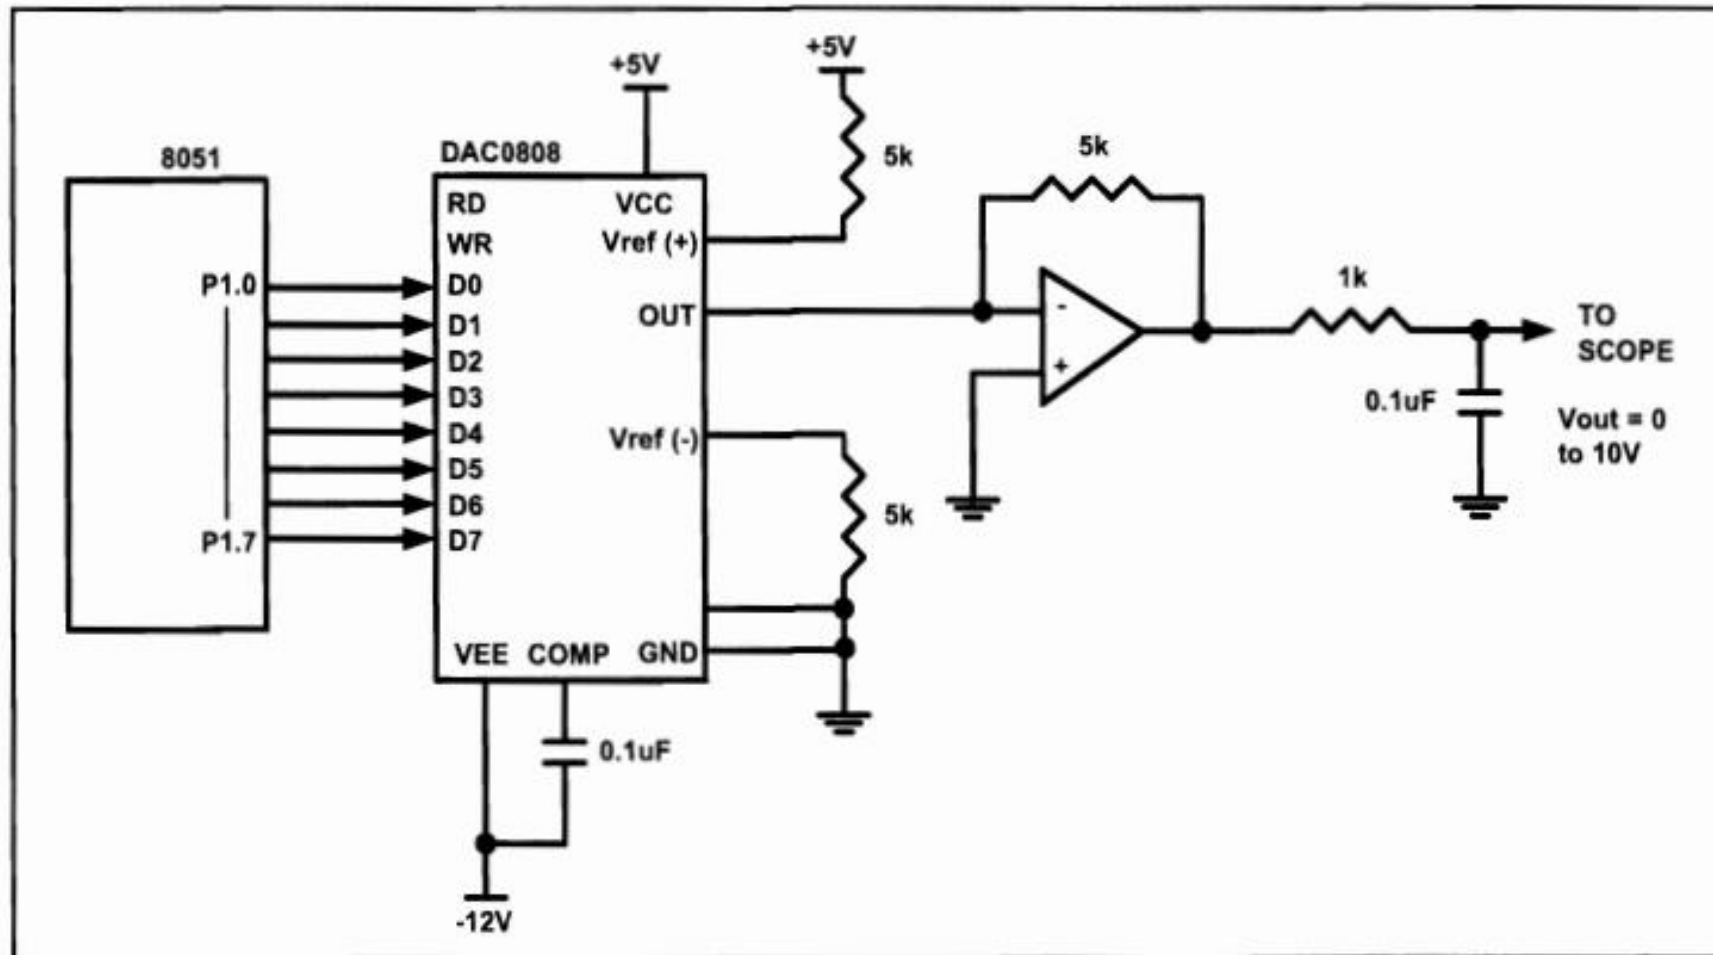 +5V
+5V
8051
DAC0808
5k
5k
RD
VCC
WR
Vref (+)
P1.0
D0
1k
D1
OUT
-
TO
SCOPE
D2
+
D3
0.1uF
Vout = 0
to 10V
D4
Vref (-)
D5
D6
5k
P1.7
D7
VEE
COMP
GND
0.1uF
-12V